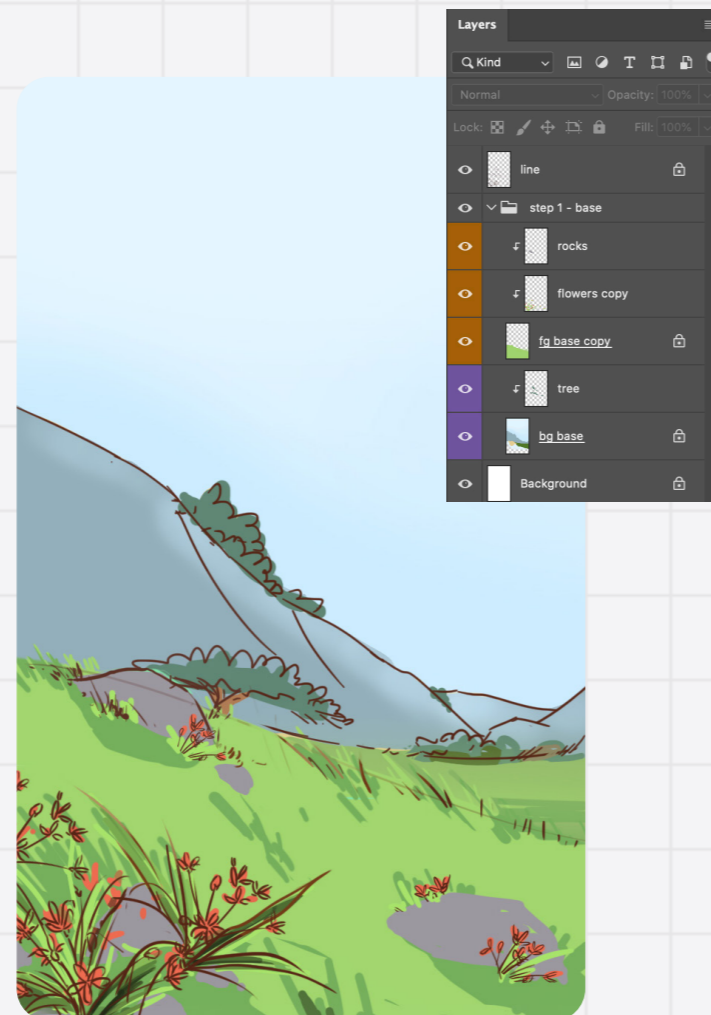 Layers
Kind
Normal Opacity: 100%
Lock: Fill: 100%
line
step 1 - base
rocks
flowers copy
fg base copy
tree
bg base
Background